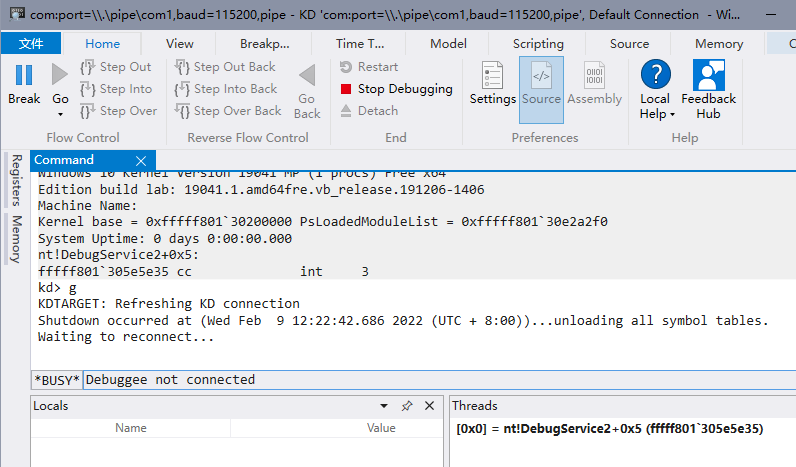 com:port=\\.\pipe\com1,baud=115200,pipe - KD 'com:port=\\.\pipe\com1,baud=115200,pipe', Default Connection - Wi...
文件 Home View Breakp... Time T... Model Scripting Source Memory
Break
Go
Step Out
Step Into
Step Over
Flow Control
Step Out Back
Step Into Back
Step Over Back
Go Back
Reverse Flow Control
Restart
Stop Debugging
Detach
End
Settings
Source
Assembly
Preferences
Local Help
Feedback Hub
Help
Registers
Memory
Command
Windows 10 Kernel Version 19041 MP (1 procs) Free x64
Edition build lab: 19041.1.amd64fre.vb_release.191206-1406
Machine Name:
Kernel base = 0xfffff801`30200000 PsLoadedModuleList = 0xfffff801`30e2a2f0
System Uptime: 0 days 0:00:00.000
nt!DebugService2+0x5:
fffff801`305e5e35 cc int 3
kd> g
KDTARGET: Refreshing KD connection
Shutdown occurred at (Wed Feb  9 12:22:42.686 2022 (UTC + 8:00))...unloading all symbol tables.
Waiting to reconnect...
*BUSY* Debuggee not connected
Locals
Name Value
Threads
[0x0] = nt!DebugService2+0x5 (fffff801`305e5e35)